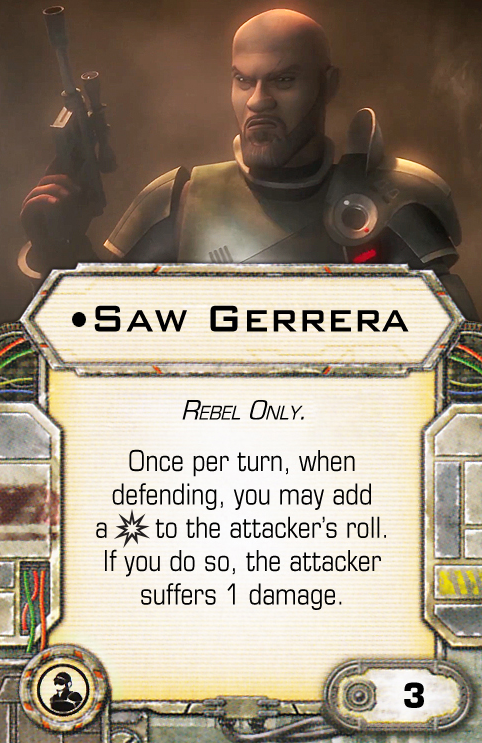 •Saw Gerrera
Rebel Only.
Once per turn, when
defending, you may add
a 💥 to the attacker's roll.
If you do so, the attacker
suffers 1 damage.
3